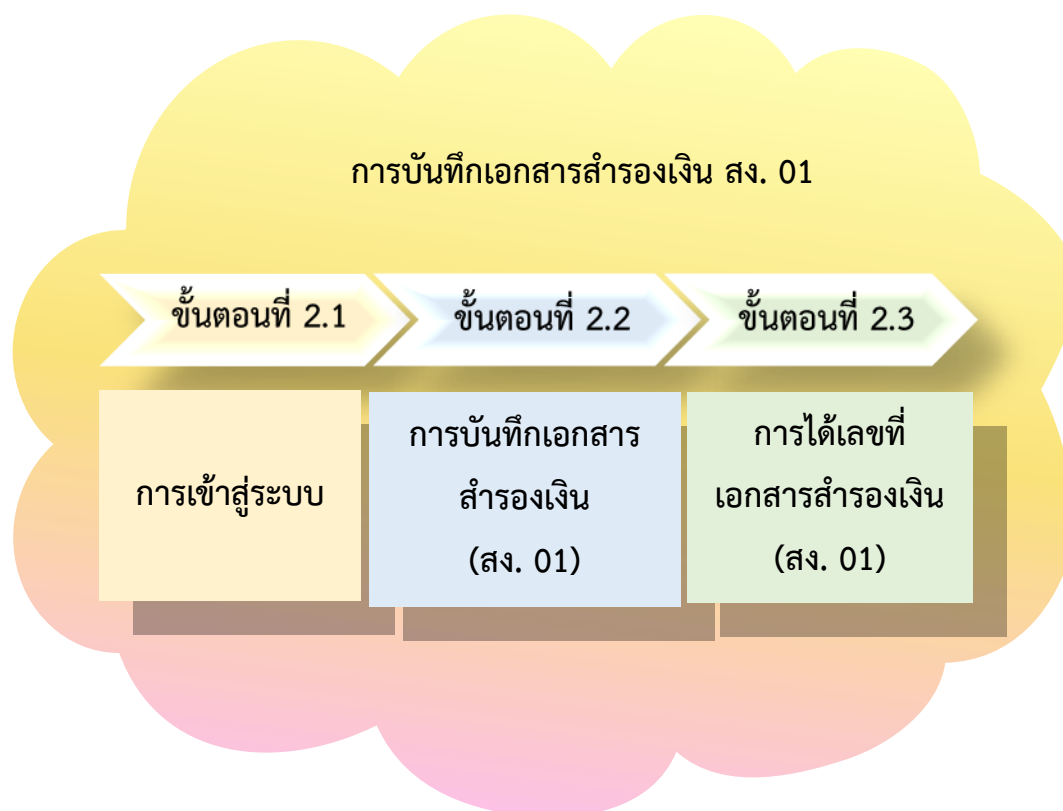 การบันทึกเอกสารสำรองเงิน สง. 01
ขั้นตอนที่ 2.1
ขั้นตอนที่ 2.2
ขั้นตอนที่ 2.3
การเข้าสู่ระบบ
การบันทึกเอกสาร
สำรองเงิน
(สง. 01)
การได้เลขที่
เอกสารสำรองเงิน
(สง. 01)